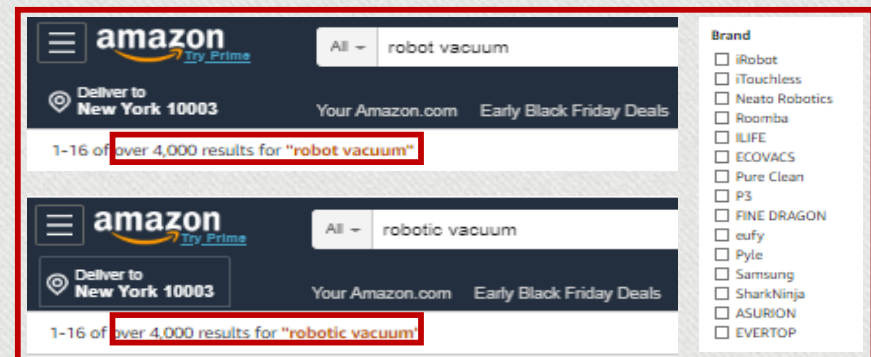 amazon
Try Prime
All robot vacuum
Deliver to
New York 10003
Your Amazon.com Early Black Friday Deals
1-16 of over 4,000 results for "robot vacuum"
amazon
Try Prime
All robotic vacuum
Deliver to
New York 10003
Your Amazon.com Early Black Friday Deals
1-16 of over 4,000 results for "robotic vacuum"
Brand
iRobot
iTouchless
Neato Robotics
Roomba
ILIFE
ECOVACS
Pure Clean
P3
FINE DRAGON
eufy
Pyle
Samsung
SharkNinja
ASURION
EVERTOP